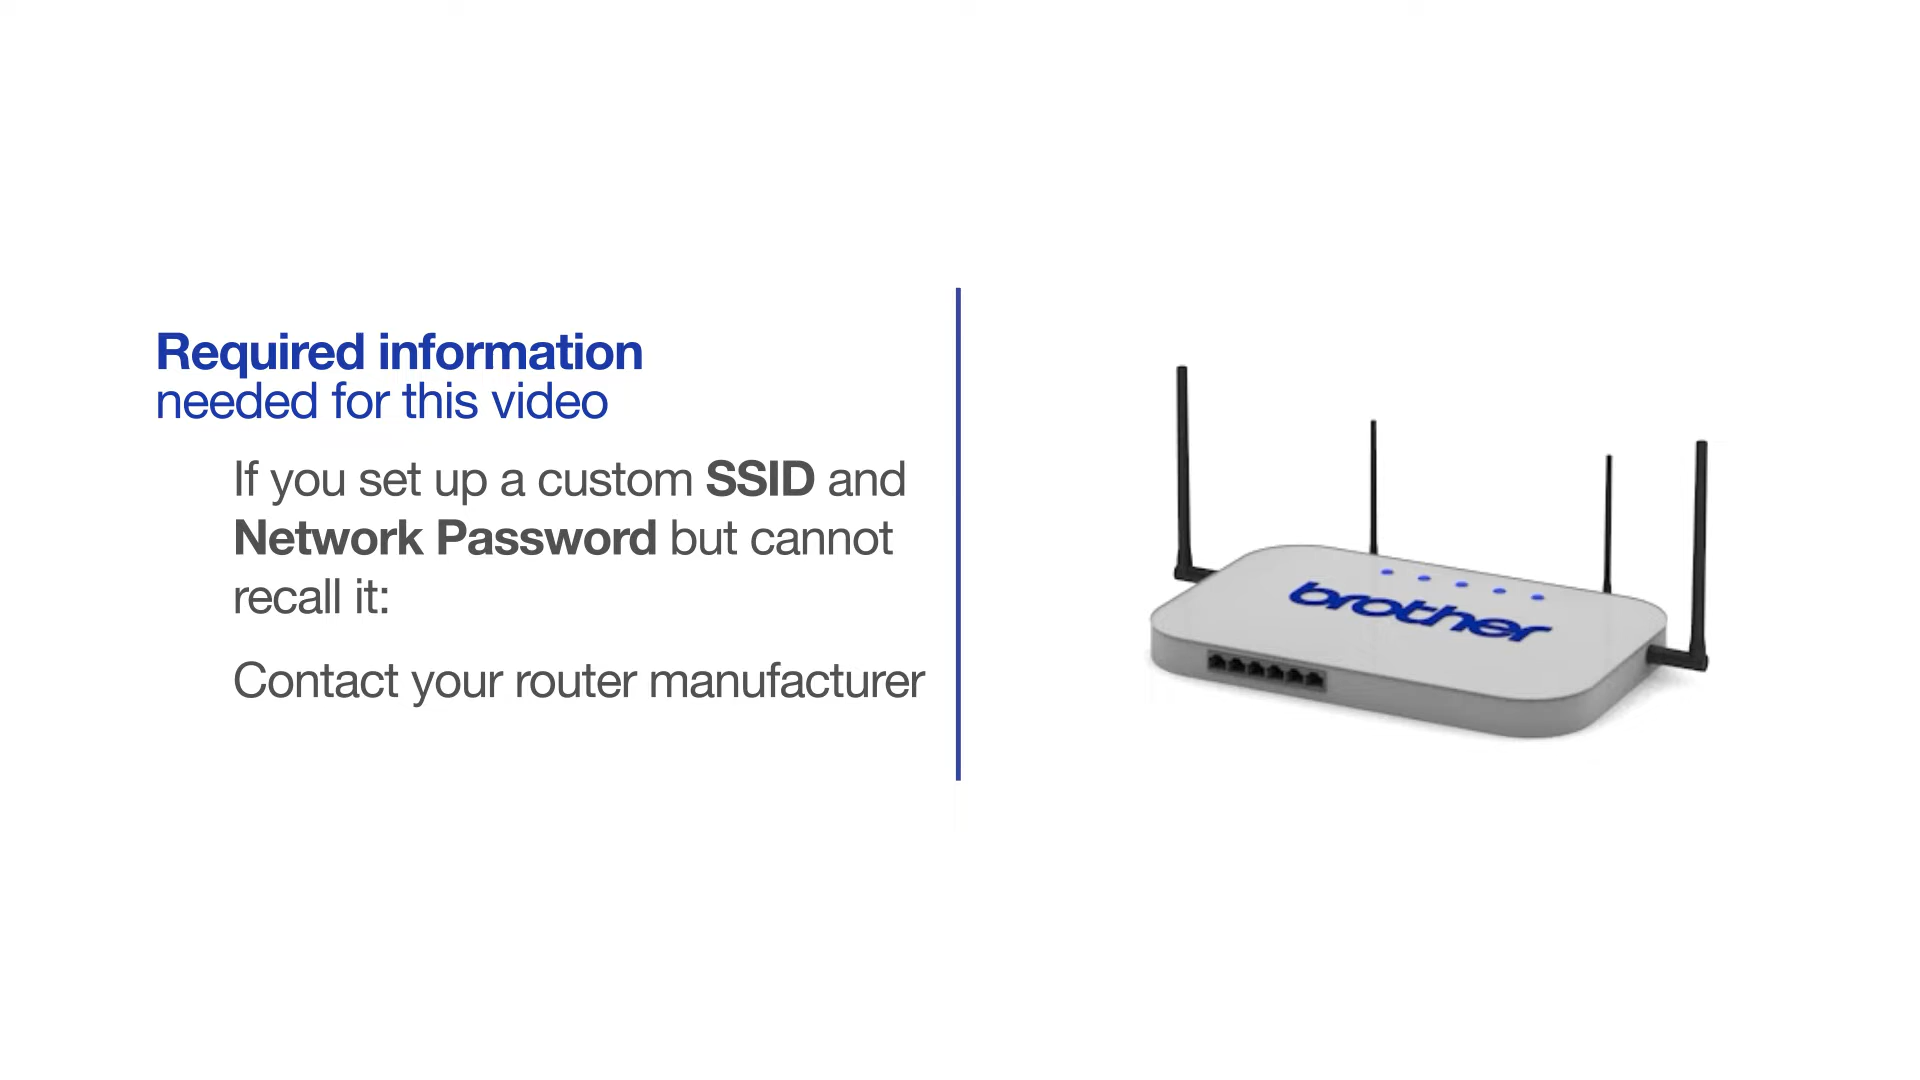 Required information
needed for this video
If you set up a custom SSID and
Network Password but cannot
recall it:
Contact your router manufacturer
brother